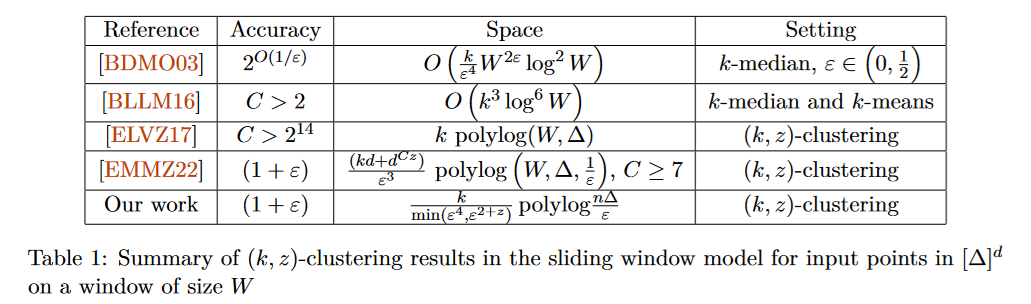 Reference Accuracy Space Setting
[BDMO03] 2^{O(1/ε)} O(k/ε^4 W^{2ε} log^2 W) k-median, ε ∈ (0, 1/2)
[BLLM16] C > 2 O(k^3 log^6 W) k-median and k-means
[ELVZ17] C > 2^{14} k polylog(W, Δ) (k, z)-clustering
[EMMZ22] (1 + ε) (kd+d^{Cz})/ε^3 polylog(W, Δ, 1/ε), C ≥ 7 (k, z)-clustering
Our work (1 + ε) k/min(ε^4,ε^{2+z}) polylog nΔ/ε (k, z)-clustering
Table 1: Summary of (k, z)-clustering results in the sliding window model for input points in [Δ]^d
on a window of size W